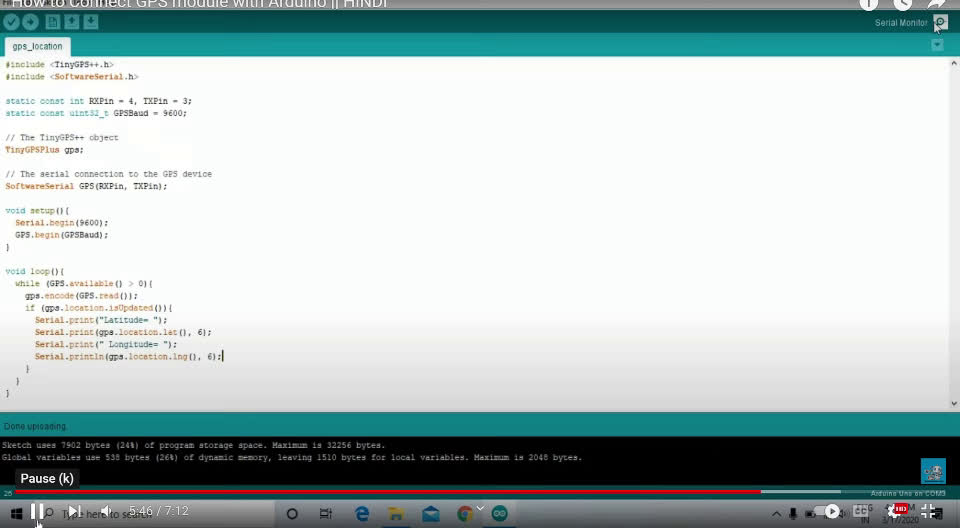 How to Connect GPS module with Arduino || HINDI
Serial Monitor
gps_location
#include <TinyGPS++.h>
#include <SoftwareSerial.h>
static const int RXPin = 4, TXPin = 3;
static const uint32_t GPSBaud = 9600;
// The TinyGPS++ object
TinyGPSPlus gps;
// The serial connection to the GPS device
SoftwareSerial GPS(RXPin, TXPin);
void setup(){
  Serial.begin(9600);
  GPS.begin(GPSBaud);
}
void loop(){
  while (GPS.available() > 0){
    gps.encode(GPS.read());
    if (gps.location.isUpdated()){
      Serial.print("Latitude= ");
      Serial.print(gps.location.lat(), 6);
      Serial.print(" Longitude= ");
      Serial.println(gps.location.lng(), 6);
    }
  }
}
Done uploading.
Sketch uses 7902 bytes (24%) of program storage space. Maximum is 32256 bytes.
Global variables use 538 bytes (26%) of dynamic memory, leaving 1510 bytes for local variables. Maximum is 2048 bytes.
Pause (k)
26
Arduino Uno on COM3
5:46 / 7:12
Type here to search
HD
IN
3/17/2020